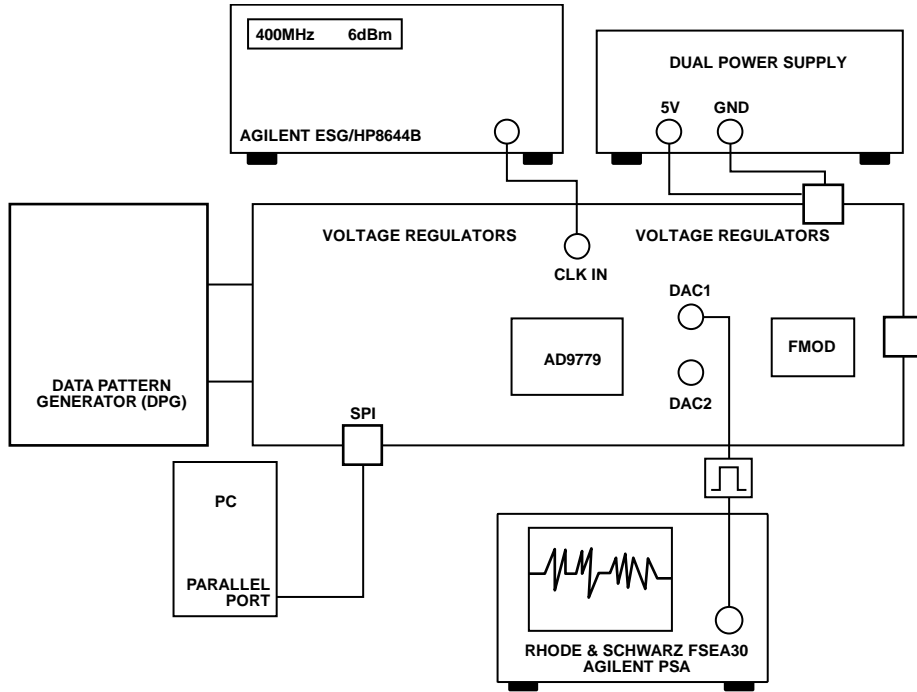 400MHz 6dBm
AGILENT ESG/HP8644B
DUAL POWER SUPPLY
5V GND
VOLTAGE REGULATORS
VOLTAGE REGULATORS
CLK IN
DAC1
AD9779
FMOD
DAC2
DATA PATTERN
GENERATOR (DPG)
SPI
PC
PARALLEL
PORT
RHODE & SCHWARZ FSEA30
AGILENT PSA